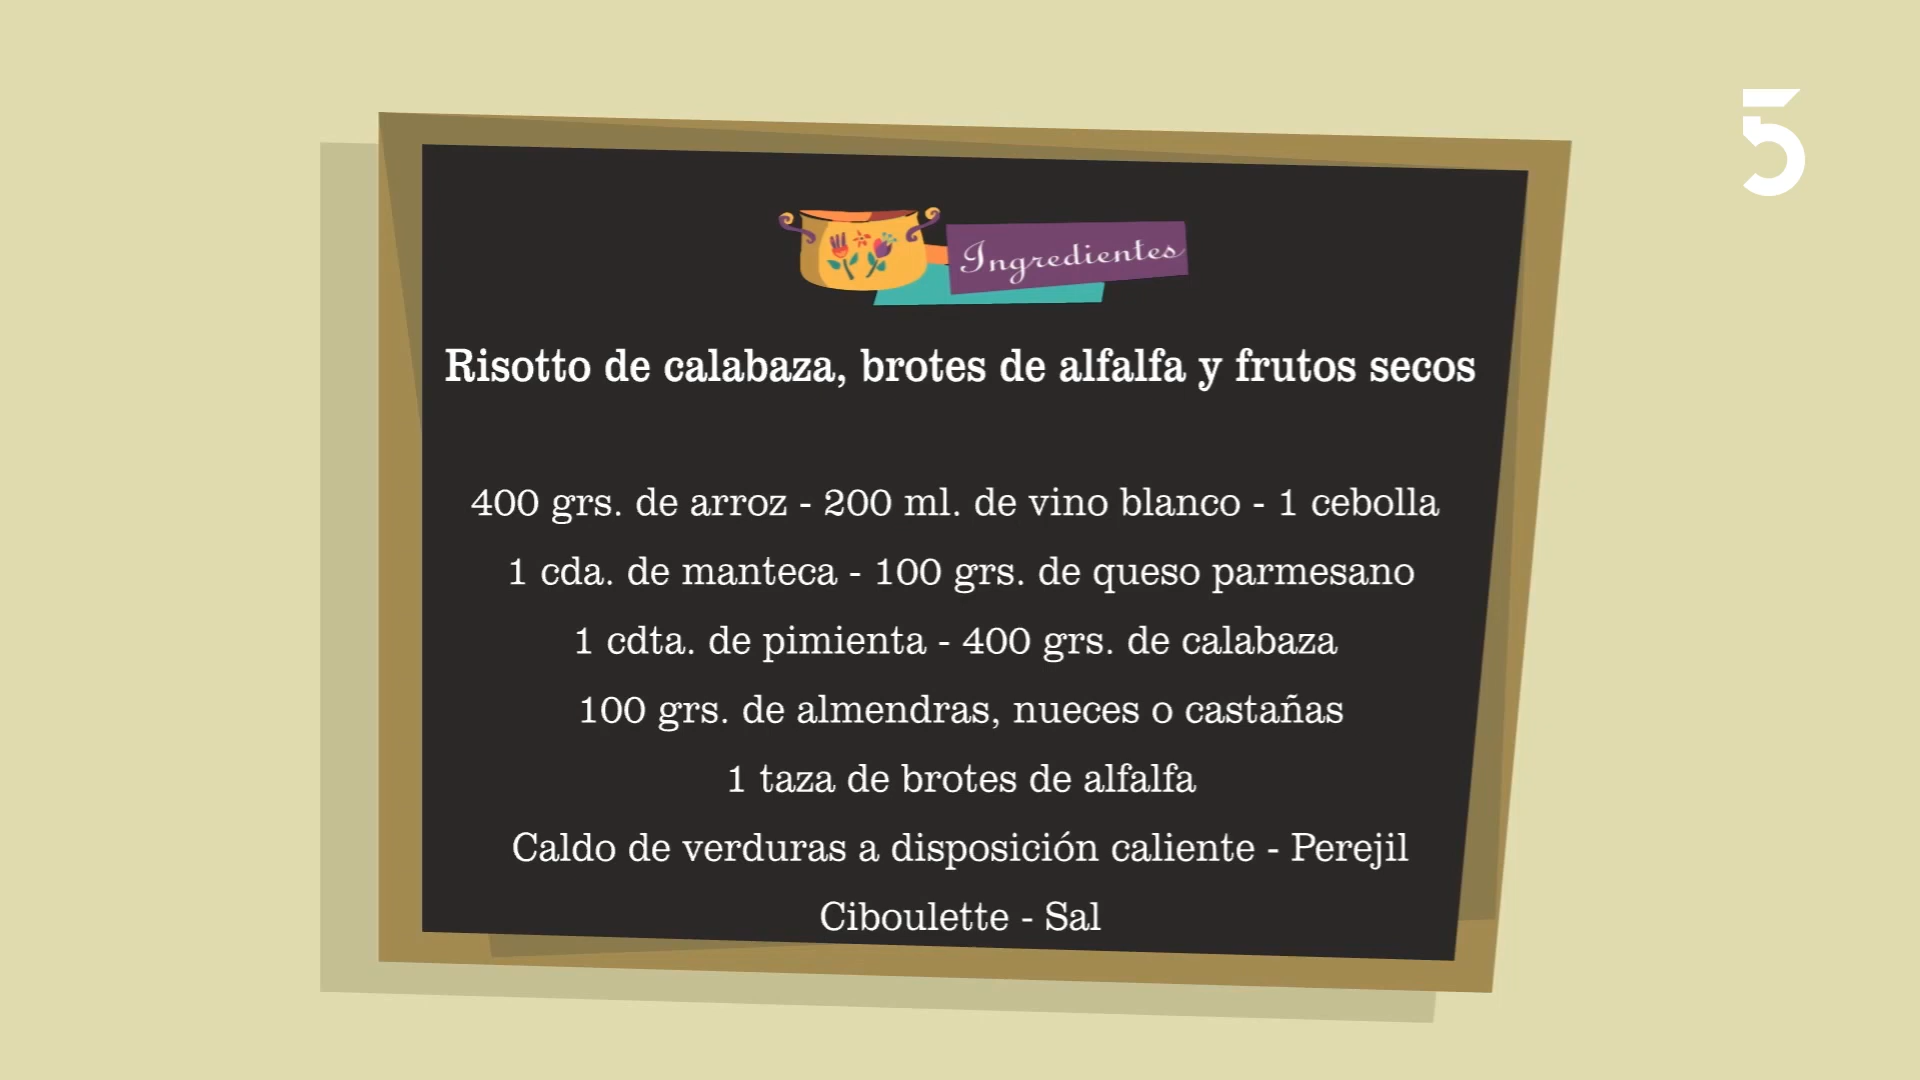 5
Ingredientes
Risotto de calabaza, brotes de alfalfa y frutos secos
400 grs. de arroz - 200 ml. de vino blanco - 1 cebolla
1 cda. de manteca - 100 grs. de queso parmesano
1 cdta. de pimienta - 400 grs. de calabaza
100 grs. de almendras, nueces o castañas
1 taza de brotes de alfalfa
Caldo de verduras a disposición caliente - Perejil
Ciboulette - Sal